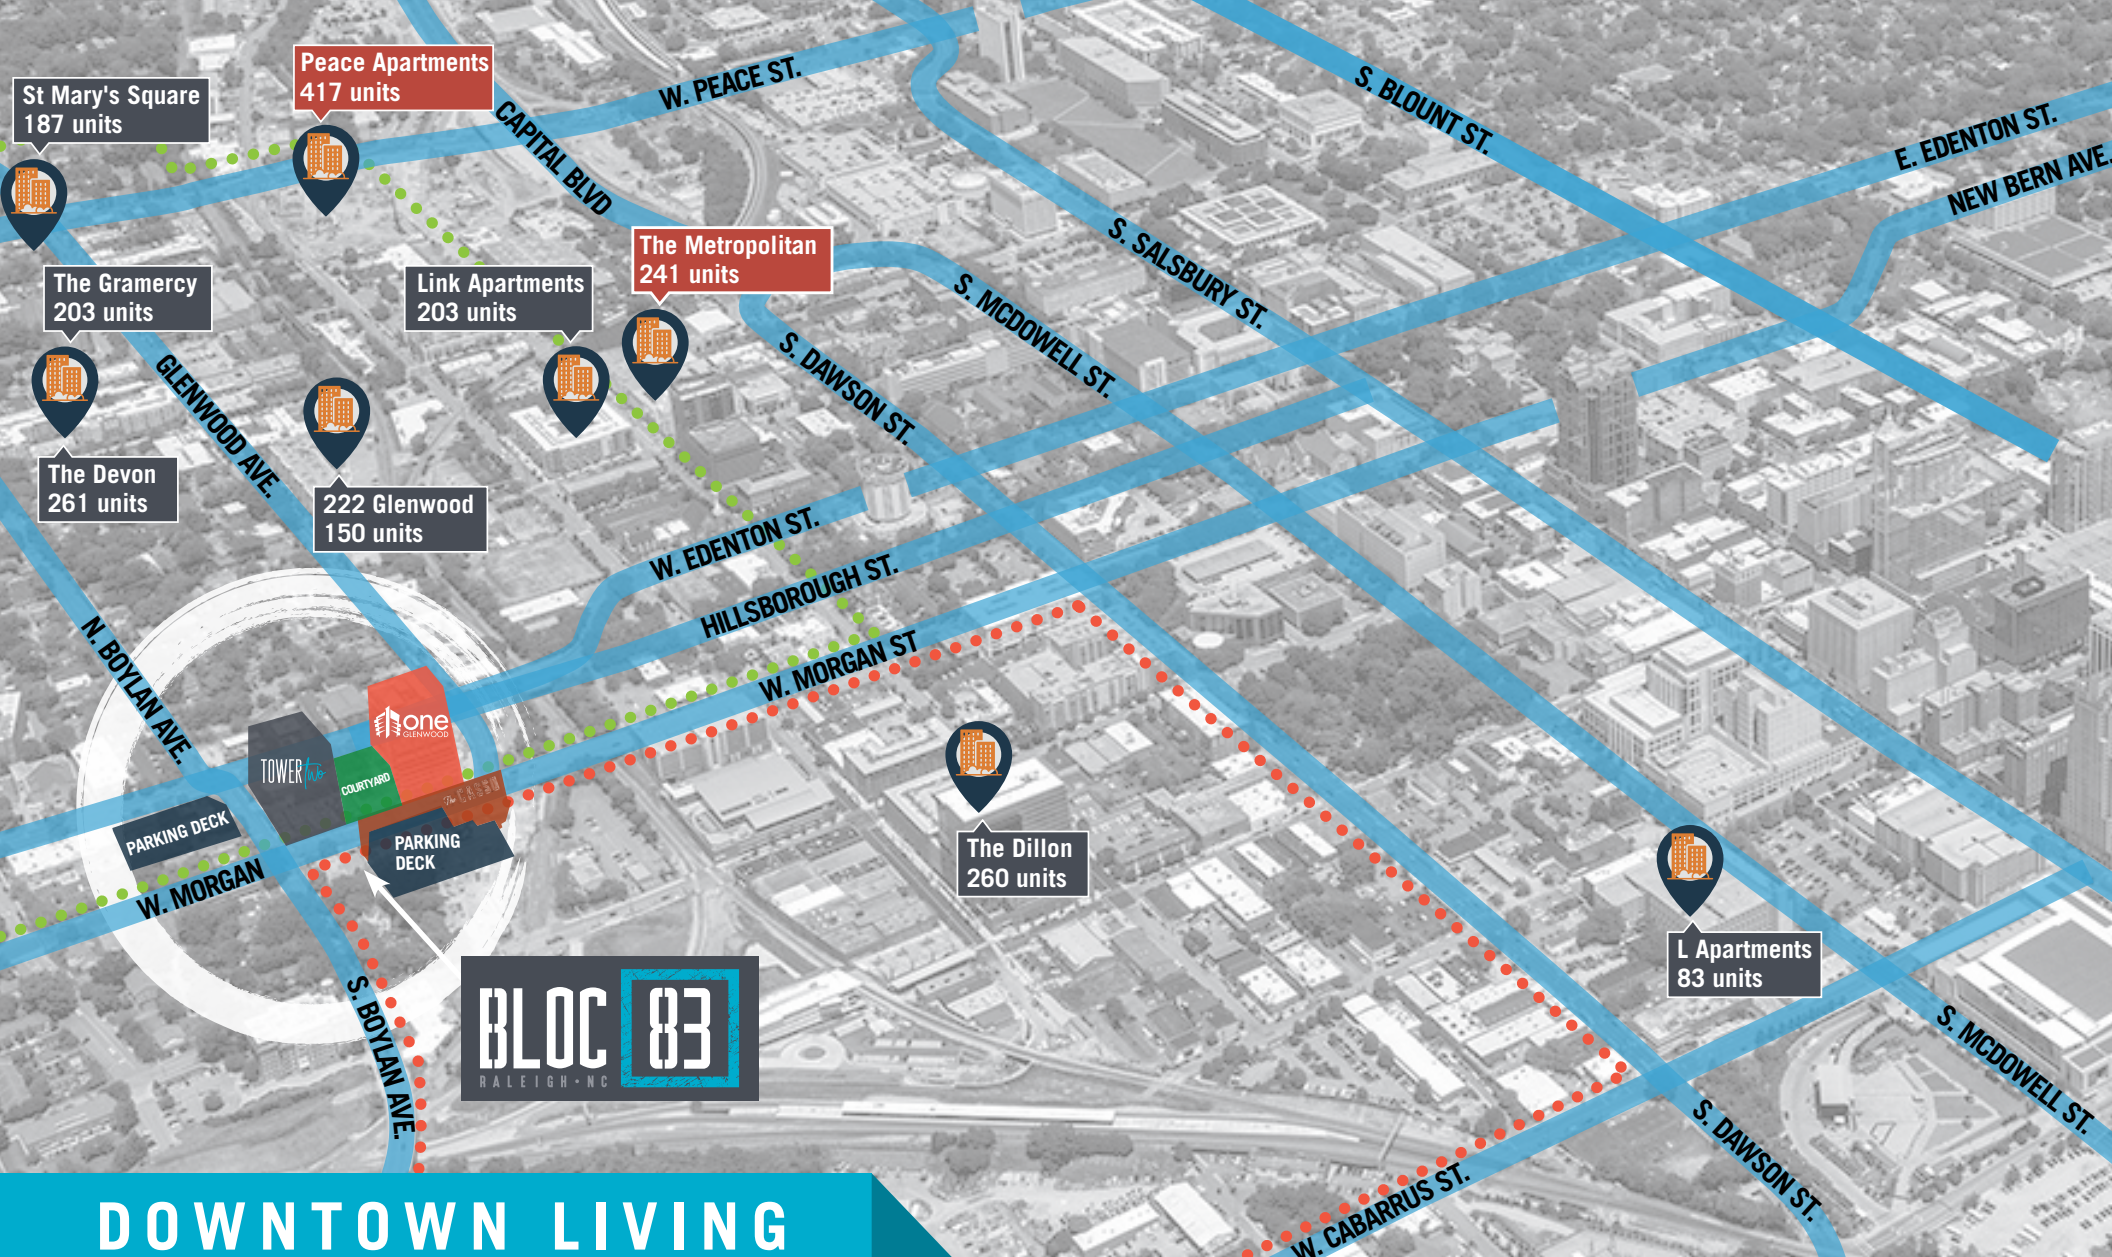 Peace Apartments
417 units
W. PEACE ST.
S. BLOUNT ST.
St Mary's Square
187 units
CAPITAL BLVD
E. EDENTON ST.
NEW BERN AVE.
The Metropolitan
241 units
S. SALSBURY ST.
The Gramercy
203 units
Link Apartments
203 units
S. MCDOWELL ST.
S. DAWSON ST.
GLENWOOD AVE.
The Devon
261 units
222 Glenwood
150 units
W. EDENTON ST.
HILLSBOROUGH ST.
W. MORGAN ST
N. BOYLAN AVE.
one
GLENWOOD
TOWER two
COURTYARD
The CASSO
PARKING DECK
PARKING
DECK
W. MORGAN
The Dillon
260 units
L Apartments
83 units
S. BOYLAN AVE.
BLOC 83
RALEIGH • NC
S. MCDOWELL ST.
S. DAWSON ST.
W. CABARRUS ST.
DOWNTOWN LIVING